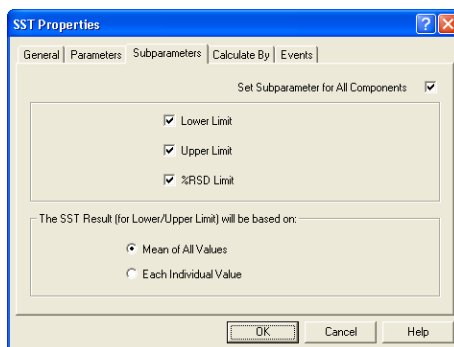 SST Properties
General Parameters Subparameters Calculate By Events
Set Subparameter for All Components
Lower Limit
Upper Limit
%RSD Limit
The SST Result (for Lower/Upper Limit) will be based on:
Mean of All Values
Each Individual Value
OK Cancel Help